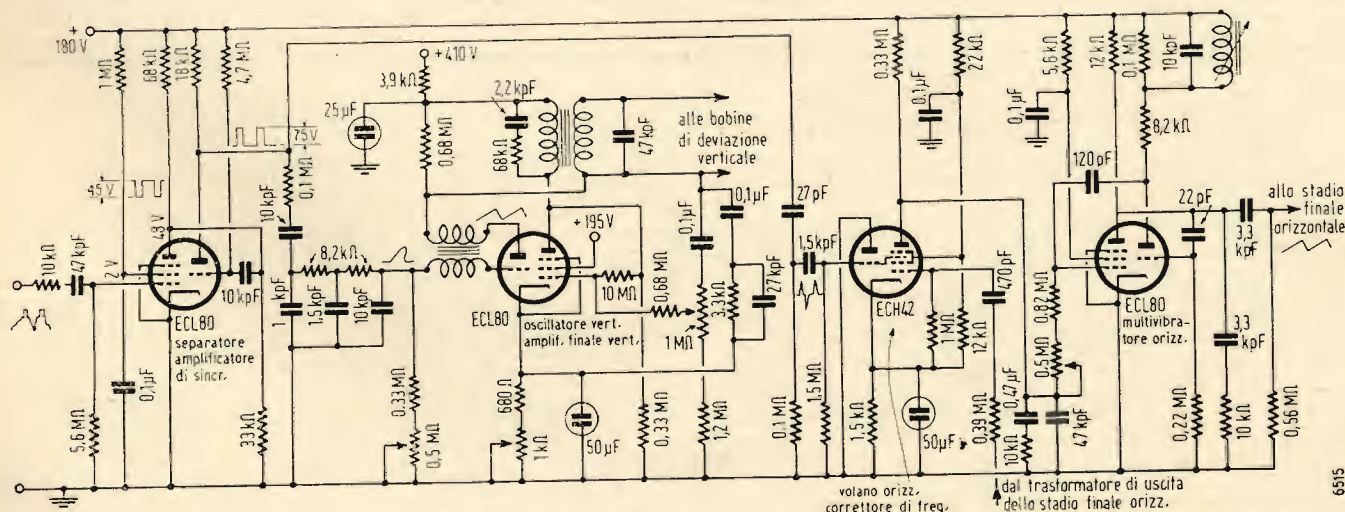 +
180 V
1 MΩ
68 kΩ
18 kΩ
4,7 MΩ
75 V
45 V
48 V
2 V
10 kΩ
47 kpF
5,6 MΩ
0,1 µF
ECL80
separatore
amplificatore
di sincr.
10 kpF
33 kΩ
0,1 MΩ
10 kpF
8,2 kΩ
1 kpF
1,5 kpF
10 kpF
0.33 MΩ
0,5 MΩ
+ 410 V
3,9 kΩ
25 µF
0,68 MΩ
2,2 kpF
68 kΩ
47 kpF
alle bobine
di deviazione
verticale
+ 195 V
10 MΩ
ECL80
oscillatore vert.
amplif. finale vert.
680 Ω
1 kΩ
50 µF
0,33 MΩ
0,68 MΩ
0,1 µF
0,1 µF
1 MΩ
3.3 kΩ
27 kpF
1,2 MΩ
27 pF
1,5 kpF
0.1 MΩ
1,5 MΩ
0.33 MΩ
0,1 µF
22 kΩ
ECH42
1,5 kΩ
50 µF
1 MΩ
12 kΩ
470 pF
0,39 MΩ
volano oriz.
correttore di freq.
0,47 µF
10 kΩ
47 kpF
0.5 MΩ
0.82 MΩ
dal trasformatore di uscita
dello stadio finale orizz.
0,1 µF
5,6 kΩ
12 kΩ
0,1 MΩ
10 kpF
8,2 kΩ
120 pF
22 pF
ECL80
multivibra-
tore orizz.
3,3 kpF
allo stadio
finale
orizzontale
3,3 kpF
0,22 MΩ
10 kΩ
0,56 MΩ
6515